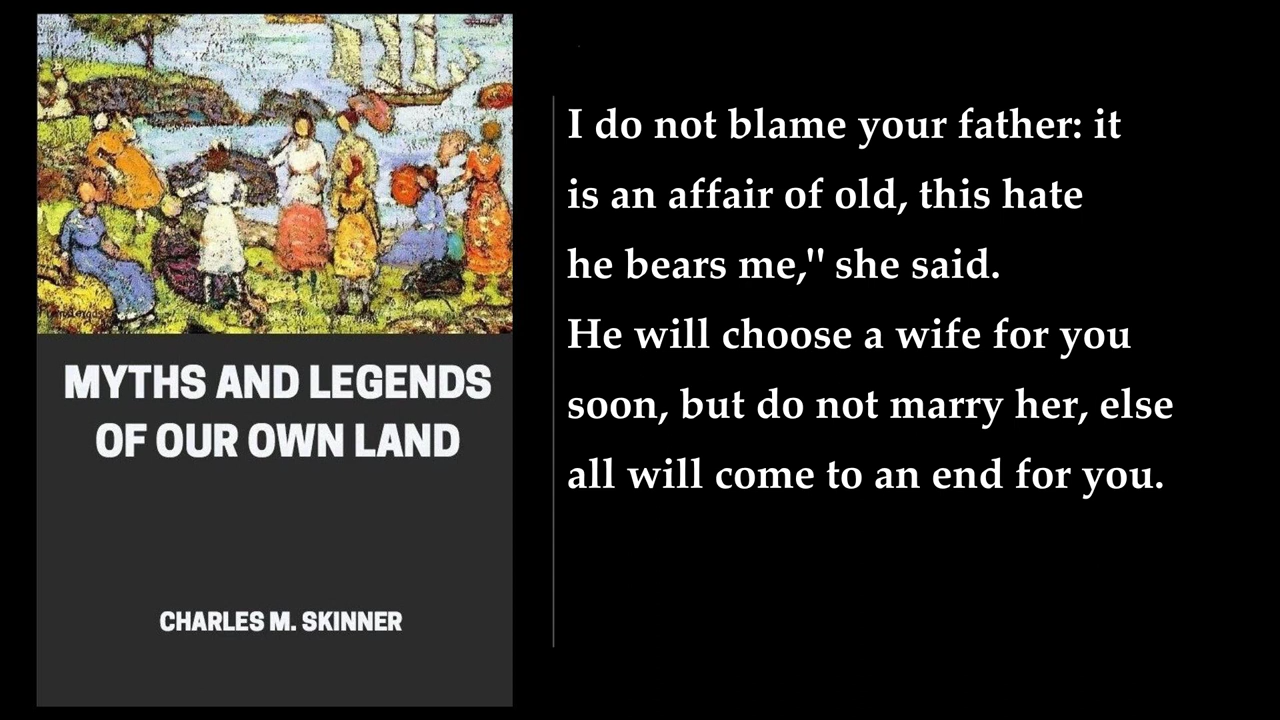 MYTHS AND LEGENDS
OF OUR OWN LAND
CHARLES M. SKINNER
I do not blame your father: it
is an affair of old, this hate
he bears me," she said.
He will choose a wife for you
soon, but do not marry her, else
all will come to an end for you.